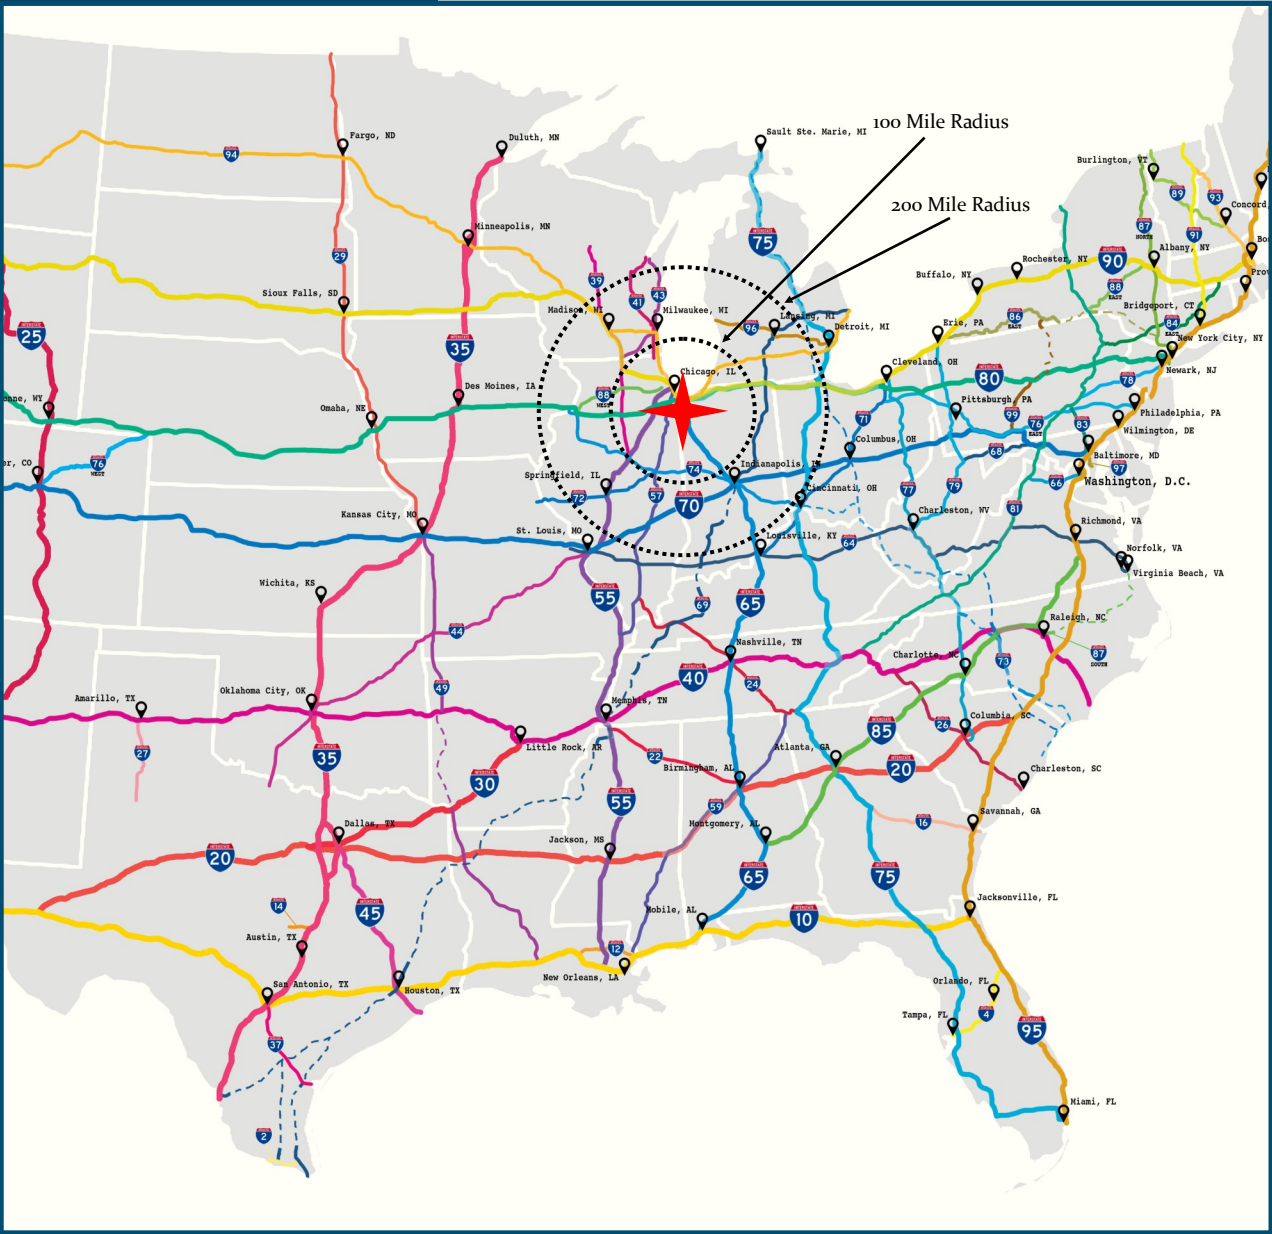 100 Mile Radius
200 Mile Radius
Sault Ste. Marie, MI
Fargo, ND
Duluth, MN
94
Burlington, VT
89
93
Concord,
87
NORTH
91
Minneapolis, MN
75
29
39
41
43
Albany, NY
90
Rochester, NY
Buffalo, NY
88
EAST
Sioux Falls, SD
Madison, WI
Milwaukee, WI
Lansing, MI
96
Detroit, MI
Erie, PA
86
EAST
Bridgeport, CT
84
EAST
New York City, NY
25
35
Chicago, IL
Cleveland, OH
80
Newark, NJ
78
Des Moines, IA
88
WEST
Omaha, NE
Pittsburgh, PA
99
76
EAST
83
Philadelphia, PA
Wilmington, DE
71
Columbus, OH
68
Baltimore, MD
97
76
WEST
CO
Springfield, IL
74
Indianapolis,
Washington, D.C.
66
72
57
70
Cincinnati, OH
77
79
81
Kansas City, MO
St. Louis, MO
Louisville, KY
64
Charleston, WV
Richmond, VA
Norfolk, VA
Virginia Beach, VA
Wichita, KS
55
69
65
44
Nashville, TN
Raleigh, NC
87
SOUTH
Charlotte, NC
73
40
24
49
Amarillo, TX
Oklahoma City, OK
Memphis, TN
26
Columbia, SC
85
27
35
Little Rock, AR
22
Atlanta, GA
20
Birmingham, AL
Charleston, SC
30
55
59
16
Savannah, GA
Dallas, TX
Montgomery, AL
Jackson, MS
20
65
75
14
45
Mobile, AL
10
Jacksonville, FL
Austin, TX
12
New Orleans, LA
San Antonio, TX
Houston, TX
Orlando, FL
4
Tampa, FL
95
37
2
Miami, FL